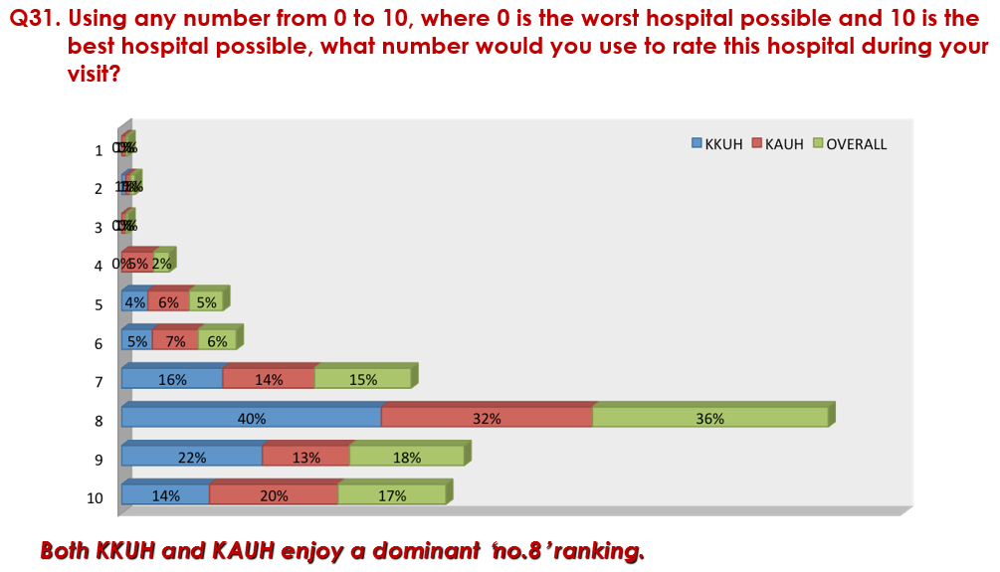 Q31. Using any number from 0 to 10, where 0 is the worst hospital possible and 10 is the
best hospital possible, what number would you use to rate this hospital during your
visit?
KKUH KAUH OVERALL
1
2
3
4 0% 5% 2%
5 4% 6% 5%
6 5% 7% 6%
7 16% 14% 15%
8 40% 32% 36%
9 22% 13% 18%
10 14% 20% 17%
Both KKUH and KAUH enjoy a dominant ‘no.8’ ranking.